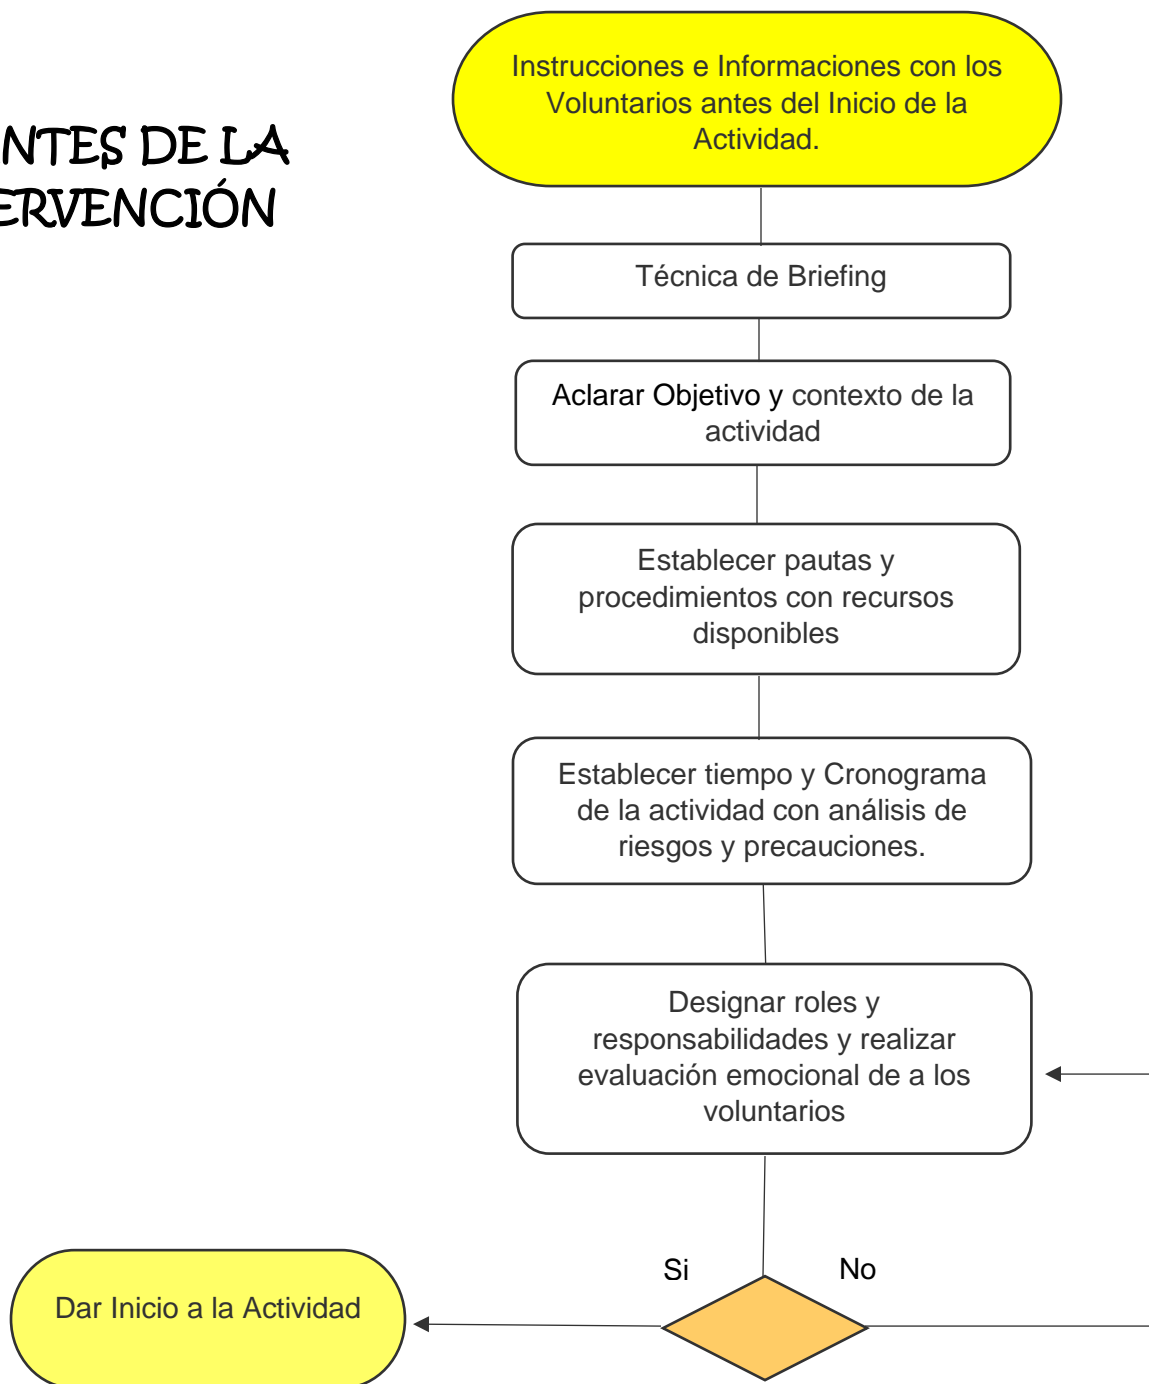 NTES DE LA
ERVENCIÓN
Instrucciones e Informaciones con los
Voluntarios antes del Inicio de la
Actividad.
Técnica de Briefing
Aclarar Objetivo y contexto de la
actividad
Establecer pautas y
procedimientos con recursos
disponibles
Establecer tiempo y Cronograma
de la actividad con análisis de
riesgos y precauciones.
Designar roles y
responsabilidades y realizar
evaluación emocional de a los
voluntarios
Si
No
Dar Inicio a la Actividad